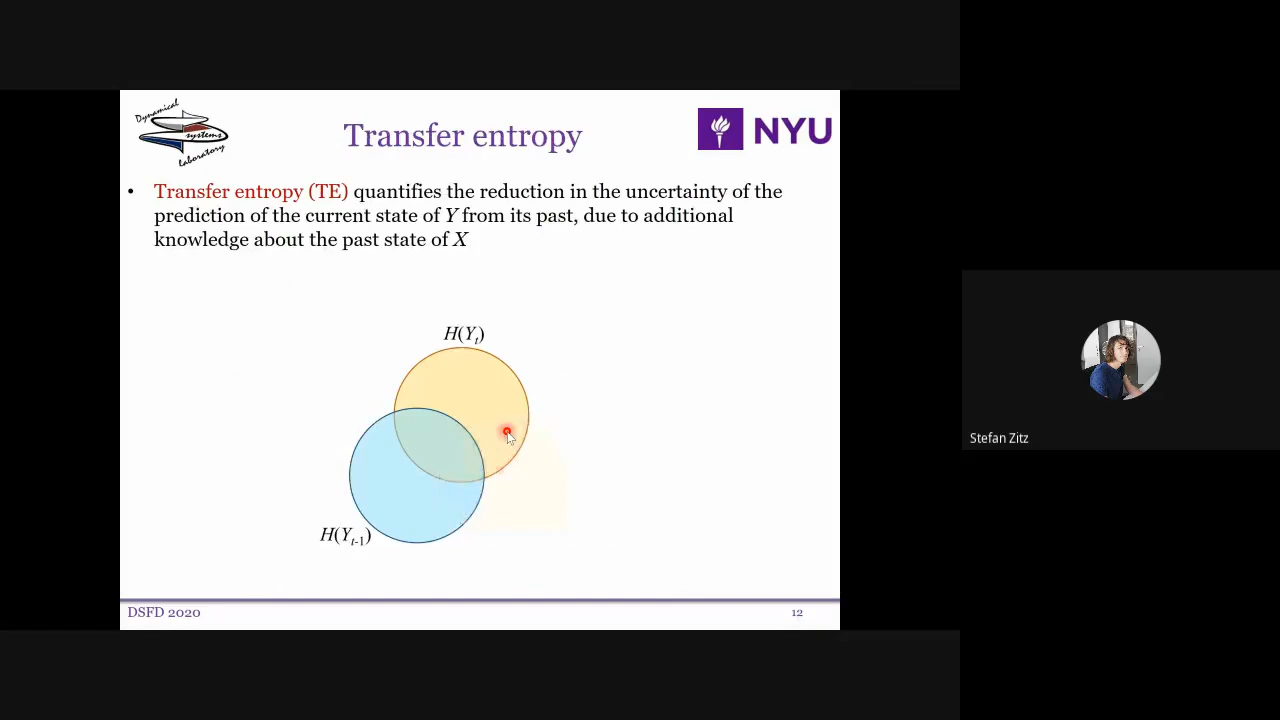 Dynamical
systems
Laboratory
Transfer entropy
NYU
• Transfer entropy (TE) quantifies the reduction in the uncertainty of the
prediction of the current state of Y from its past, due to additional
knowledge about the past state of X
H(Yt)
H(Yt-1)
Stefan Zitz
DSFD 2020
12